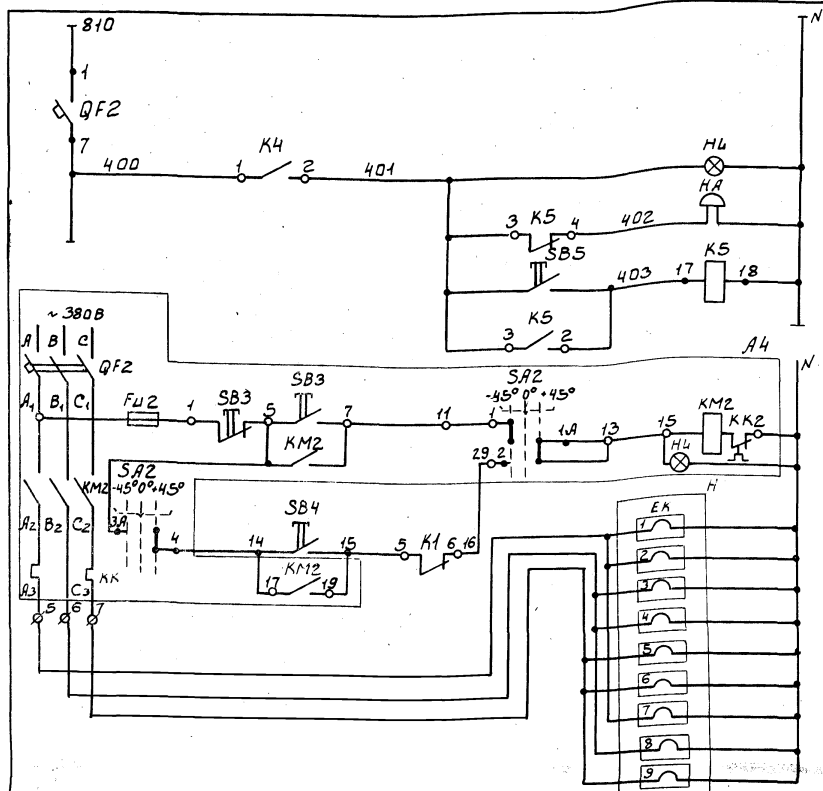 810
N
1
QF2
7
400
1
K4
2
401
H4
HA
3
K5
4
402
SB5
403
17
K5
18
K5
3
2
~ 380В
A4
N
A
B
C
QF2
SA2
-45° 0° +45°
A1
B1
C1
Fu2
1
SB3
5
SB3
7
11
1
1A
13
15
KM2
KK2
KM2
29
2
H4
SA2
-45° 0° +45°
KM2
H
3A
4
SB4
EK
A2
B2
C2
14
15
5
K1
6
16
1
2
KM2
17
19
3
A3
C3
KK
4
5
6
7
5
6
7
8
9